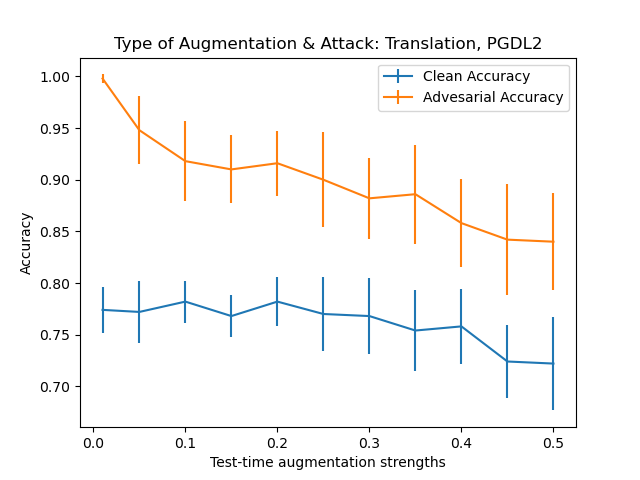 Type of Augmentation & Attack: Translation, PGDL2
Clean Accuracy
Advesarial Accuracy
1.00
0.95
0.90
0.85
0.80
0.75
0.70
Accuracy
0.0 0.1 0.2 0.3 0.4 0.5
Test-time augmentation strengths